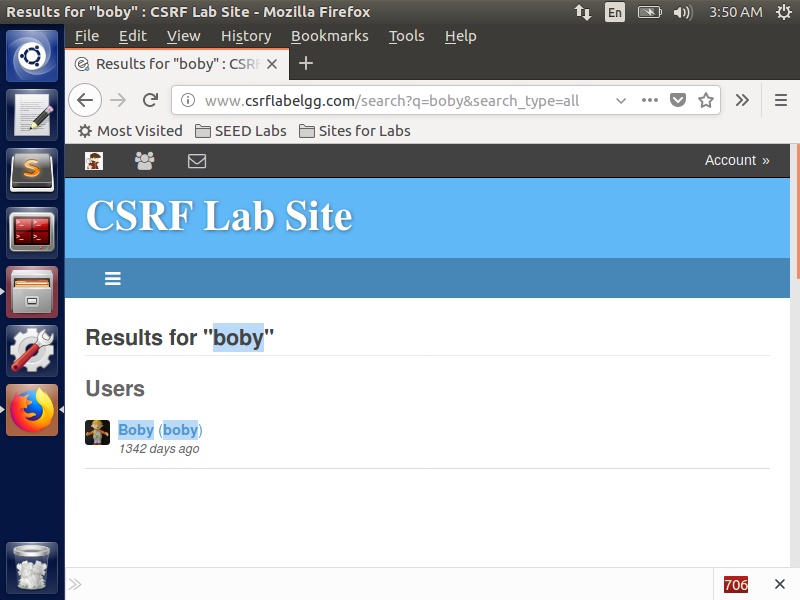 Results for "boby" : CSRF Lab Site - Mozilla Firefox
En
3:50 AM
File Edit View History Bookmarks Tools Help
Results for "boby" : CSRF
www.csrflabelgg.com/search?q=boby&search_type=all
Most Visited SEED Labs Sites for Labs
Account »
CSRF Lab Site
Results for "boby"
Users
Boby (boby)
1342 days ago
706